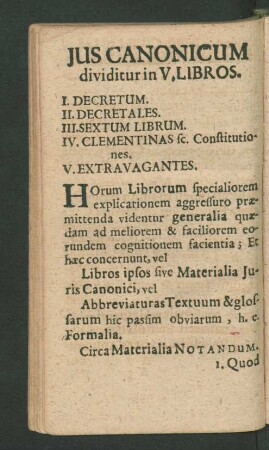 JUS CANONICUM
dividitur in V. LIBROS.
I. DECRETUM.
II. DECRETALES.
III. SEXTUM LIBRUM.
IV. CLEMENTINAS sc. Constitutio-
nes.
V. EXTRAVAGANTES.
HOrum Librorum specialiorem
explicationem aggressuro præ-
mittenda videntur generalia quæ-
dam ad meliorem & faciliorem eo-
rundem cognitionem facientia; Et
hæc concernunt, vel
Libros ipsos sive Materialia Ju-
ris Canonici, vel
Abbreviaturas Textuum & glos-
sarum hic passim obviarum, h. e.
Formalia.
Circa Materialia NOTANDUM.
1. Quod